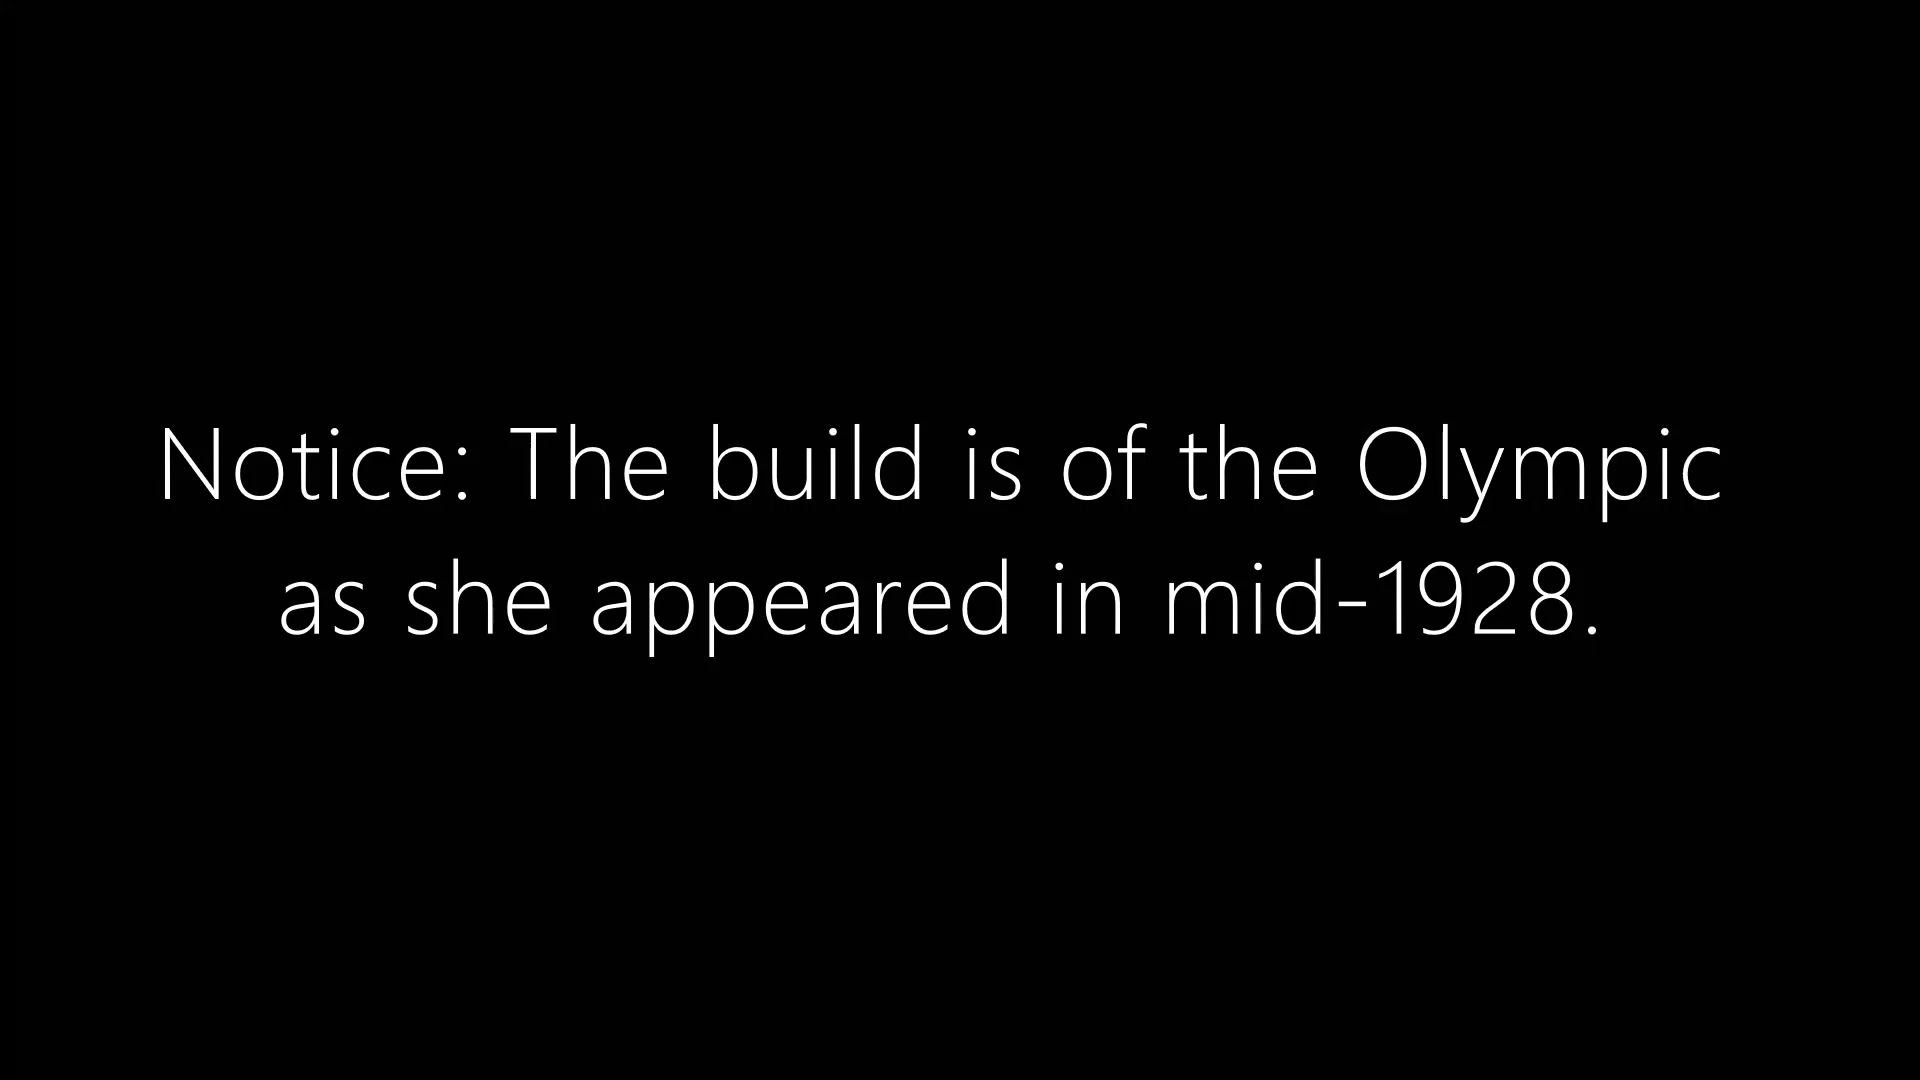 Notice: The build is of the Olympic
as she appeared in mid-1928.